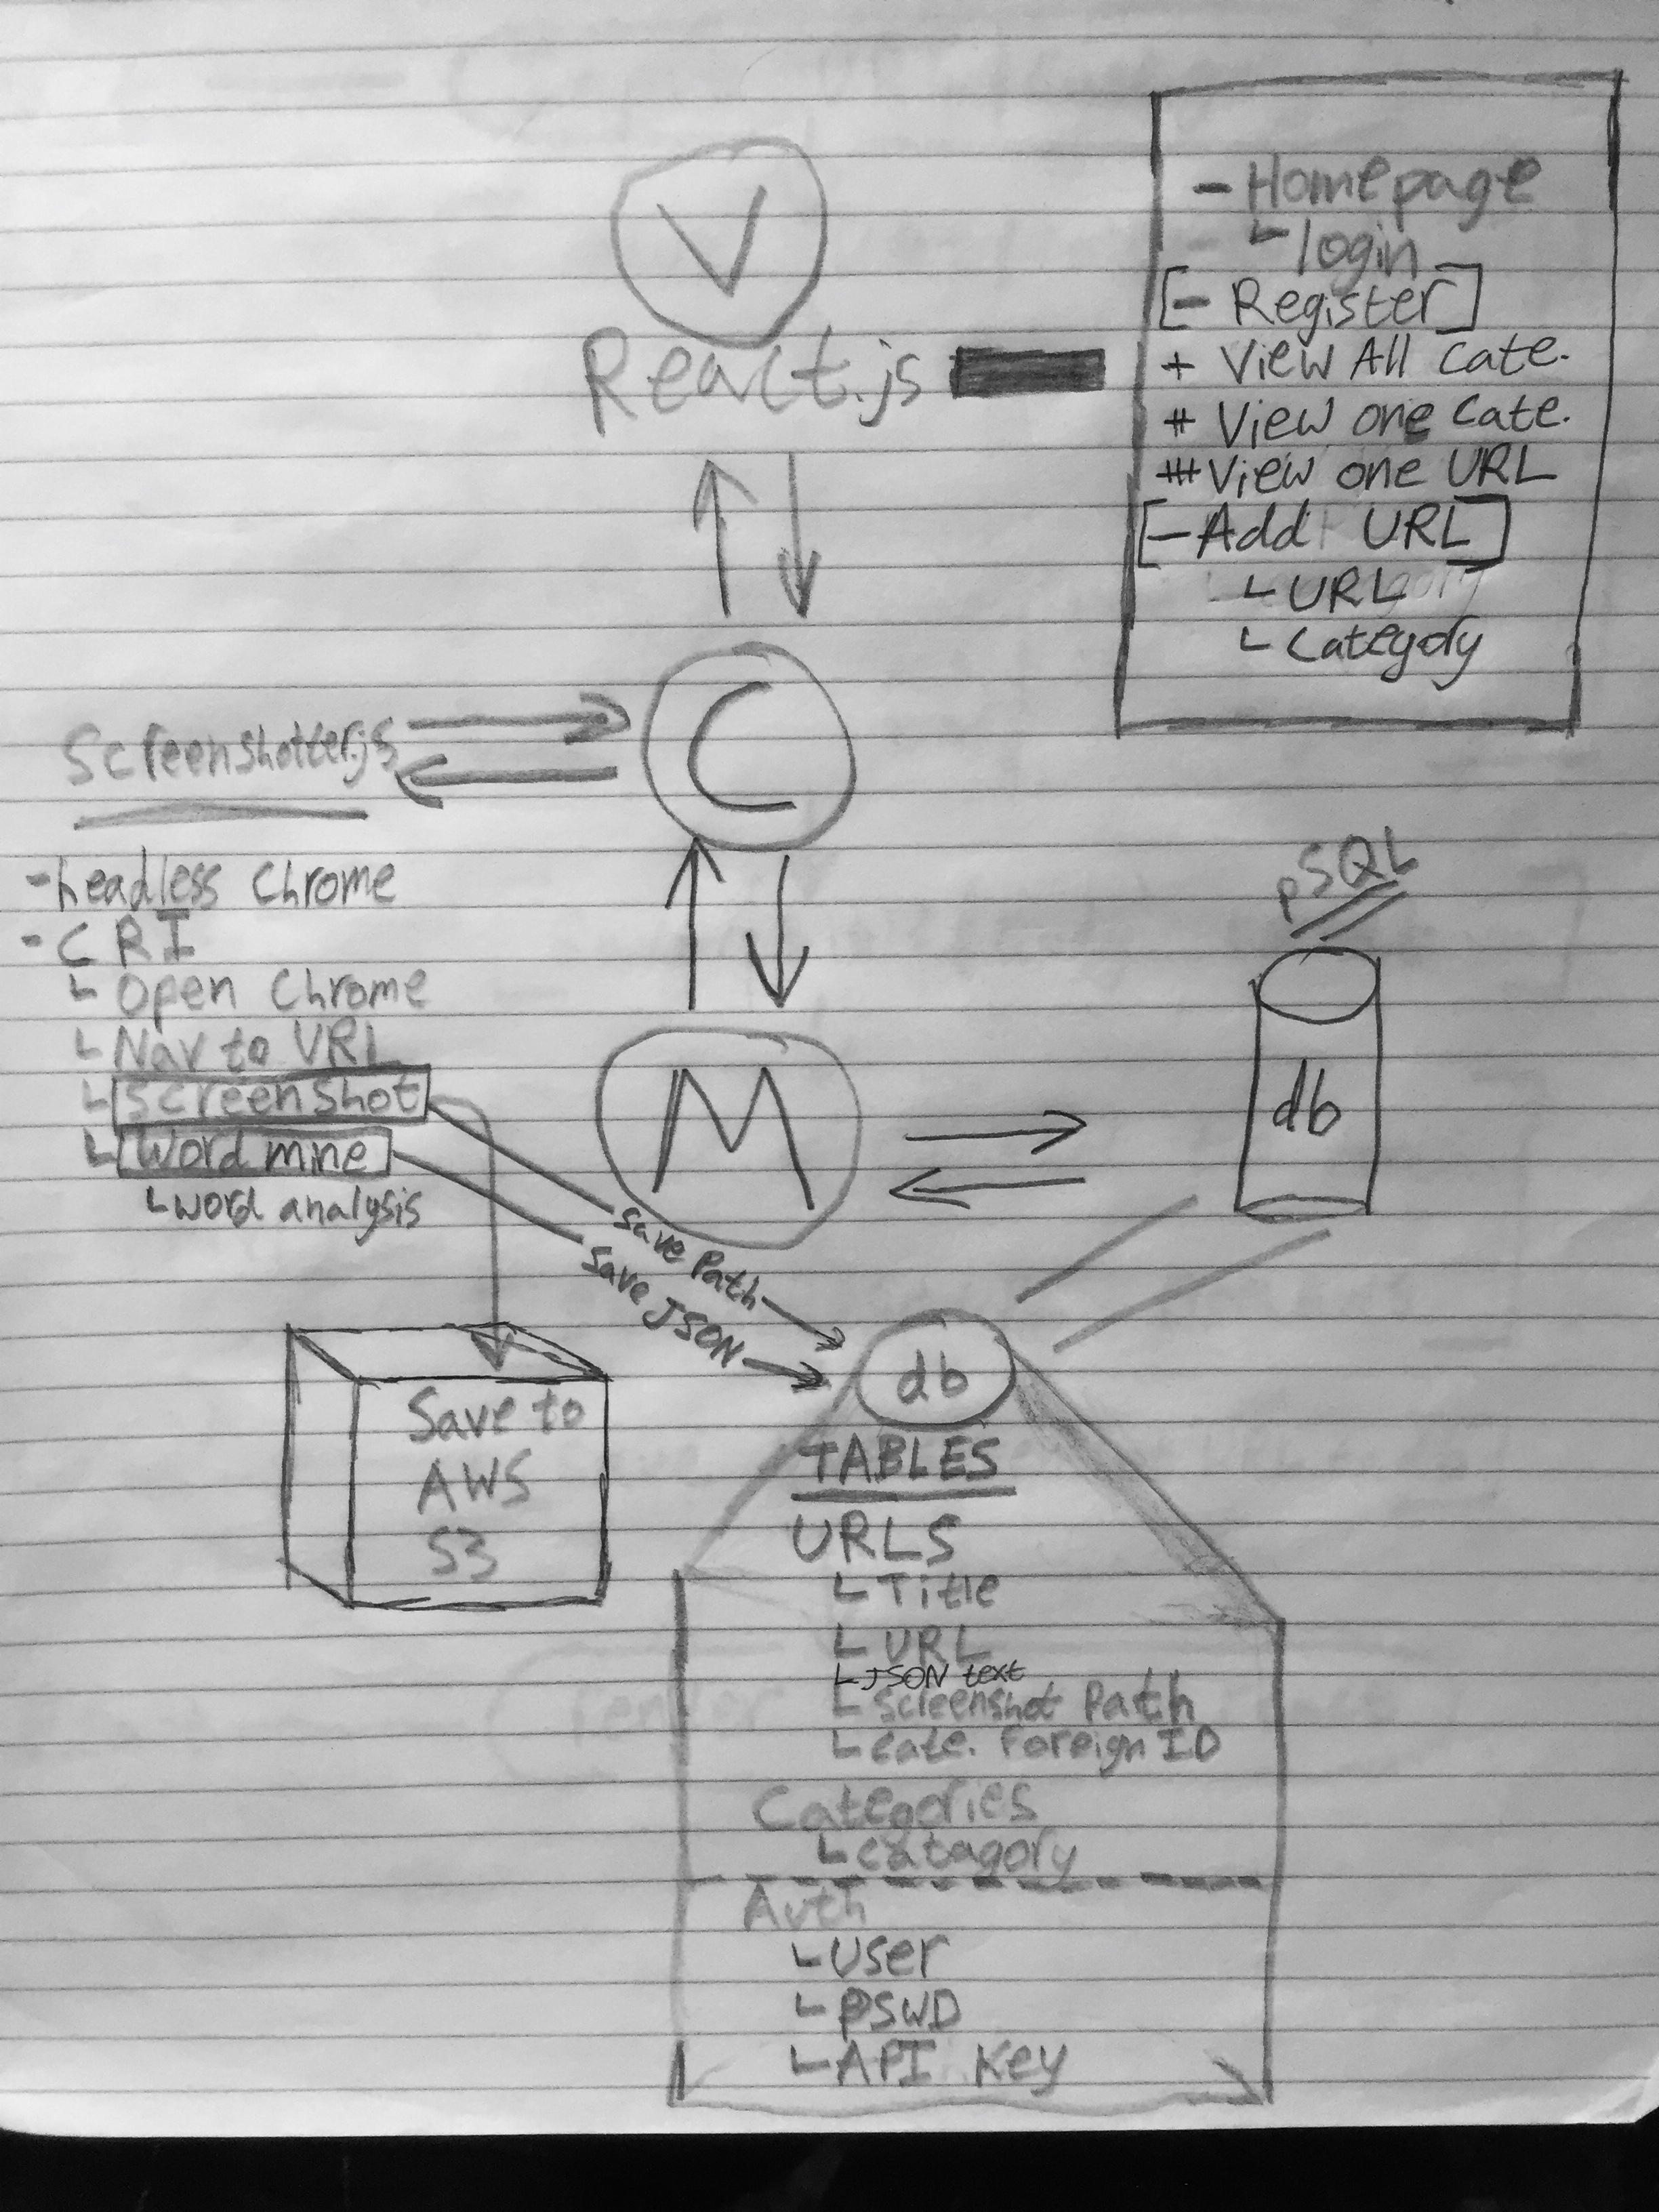 V
React.js
- Homepage
└ login
[- Register]
+ View All Cate.
++ View one Cate.
+++ View one URL
[- Add URL]
└ URL
└ Category
C
Screenshotter.js
- headless Chrome
- CRI
└ Open Chrome
└ Nav to URL
└ Screenshot
└ Word mine
└ word analysis
M
pSQL
db
Save Path
Save JSON
Save to
AWS
S3
db
TABLES
URLS
└ Title
└ URL
└ JSON text
└ Screenshot Path
└ cate. Foreign ID
Categories
└ catagory
Auth
└ User
└ PSWD
└ API Key